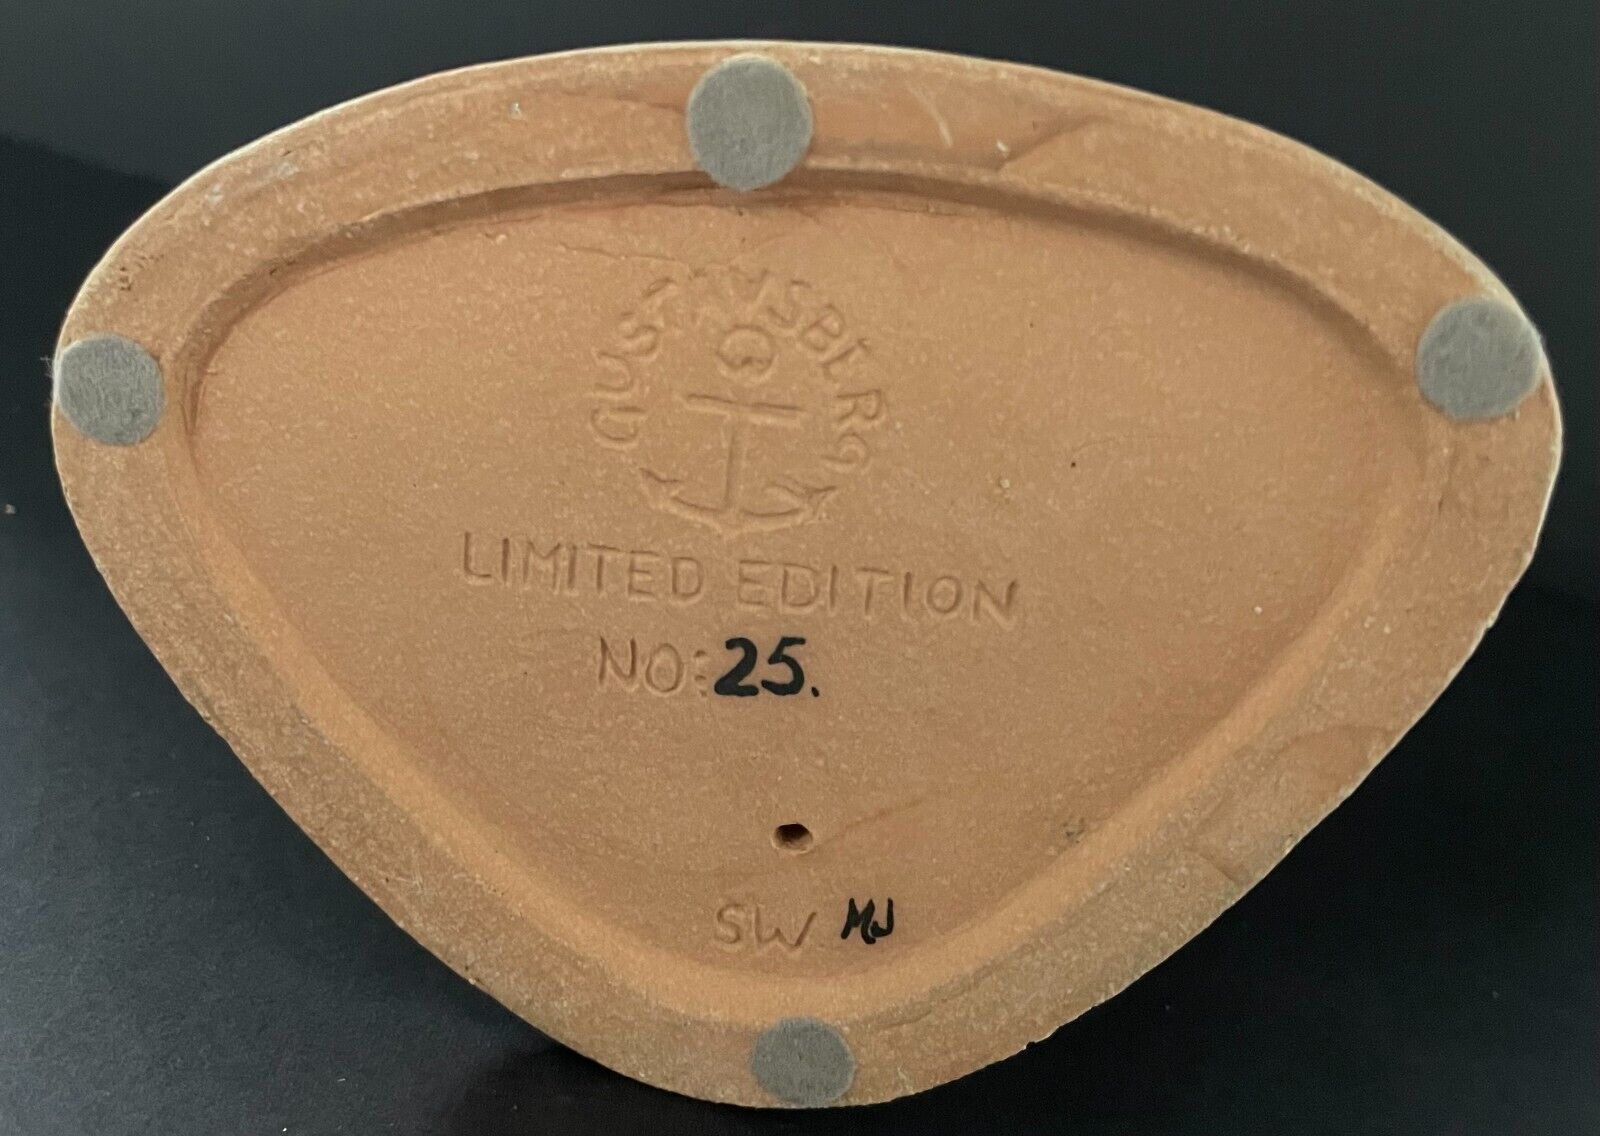 GUSTAVSBERG
LIMITED EDITION
NO: 25.
SW MJ